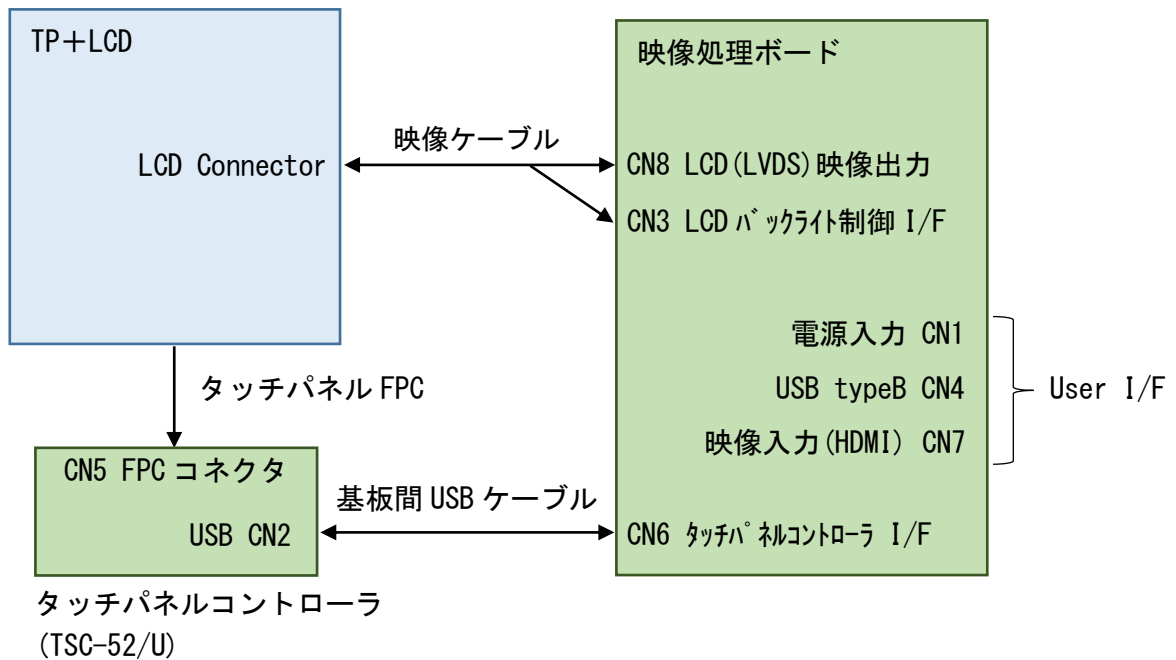 TP+LCD
LCD Connector
映像ケーブル
映像処理ボード
CN8 LCD(LVDS)映像出力
CN3 LCD ﾊﾞｯｸﾗｲﾄ制御 I/F
電源入力 CN1
USB typeB CN4
映像入力(HDMI) CN7
User I/F
CN6 ﾀｯﾁﾊﾟﾈﾙｺﾝﾄﾛｰﾗ I/F
タッチパネル FPC
CN5 FPC コネクタ
USB CN2
基板間 USB ケーブル
タッチパネルコントローラ
(TSC-52/U)